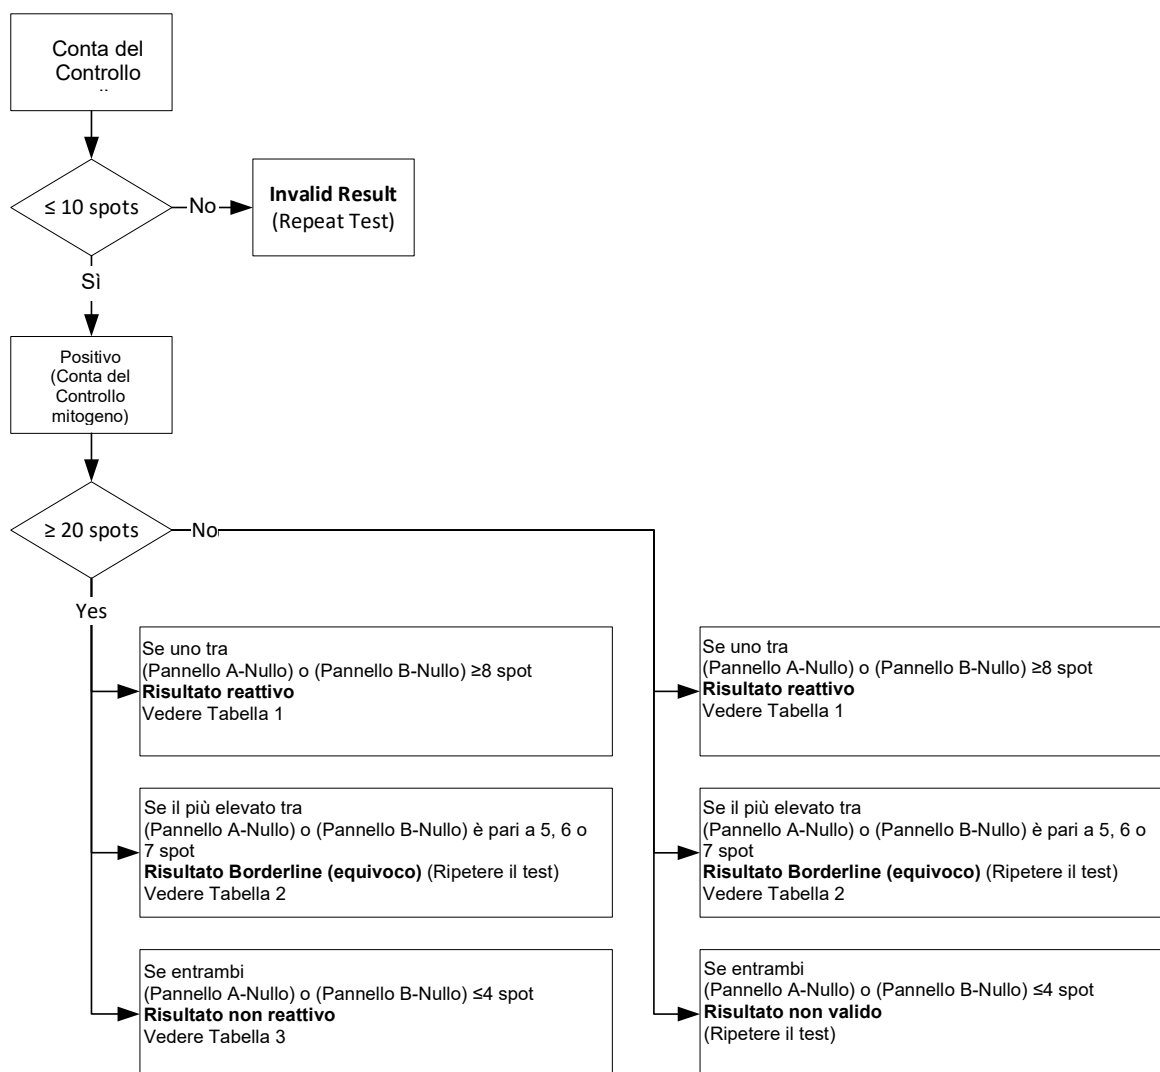 Conta del
Controllo
≤ 10 spots
No
Invalid Result
(Repeat Test)
Sì
Positivo
(Conta del
Controllo
mitogeno)
≥ 20 spots
No
Yes
Se uno tra
(Pannello A-Nullo) o (Pannello B-Nullo) ≥8 spot
Risultato reattivo
Vedere Tabella 1
Se uno tra
(Pannello A-Nullo) o (Pannello B-Nullo) ≥8 spot
Risultato reattivo
Vedere Tabella 1
Se il più elevato tra
(Pannello A-Nullo) o (Pannello B-Nullo) è pari a 5, 6 o
7 spot
Risultato Borderline (equivoco) (Ripetere il test)
Vedere Tabella 2
Se il più elevato tra
(Pannello A-Nullo) o (Pannello B-Nullo) è pari a 5, 6 o
7 spot
Risultato Borderline (equivoco) (Ripetere il test)
Vedere Tabella 2
Se entrambi
(Pannello A-Nullo) o (Pannello B-Nullo) ≤4 spot
Risultato non reattivo
Vedere Tabella 3
Se entrambi
(Pannello A-Nullo) o (Pannello B-Nullo) ≤4 spot
Risultato non valido
(Ripetere il test)